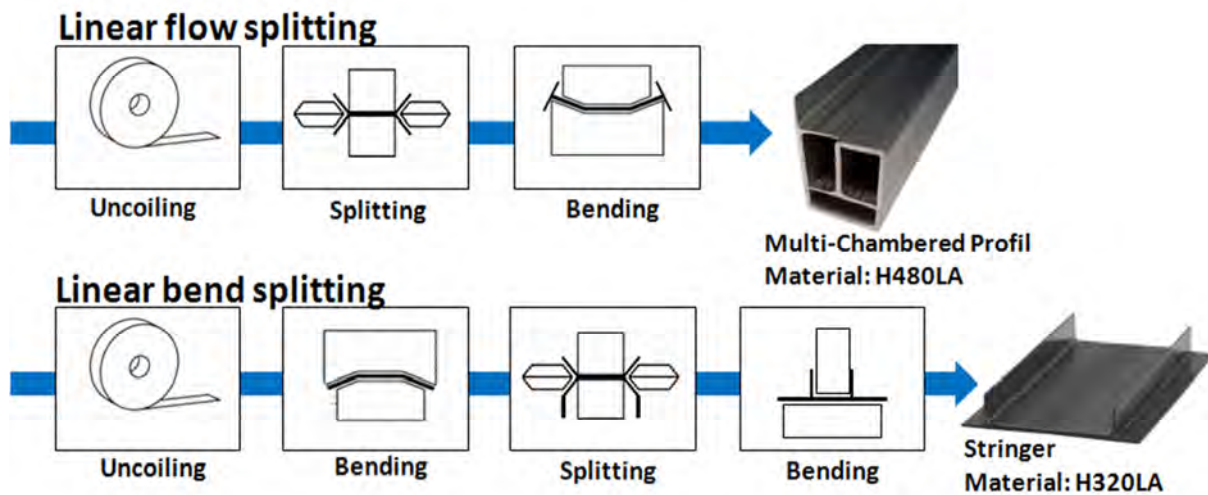 Linear flow splitting
Uncoiling
Splitting
Bending
Multi-Chambered Profil
Material: H480LA
Linear bend splitting
Uncoiling
Bending
Splitting
Bending
Stringer
Material: H320LA